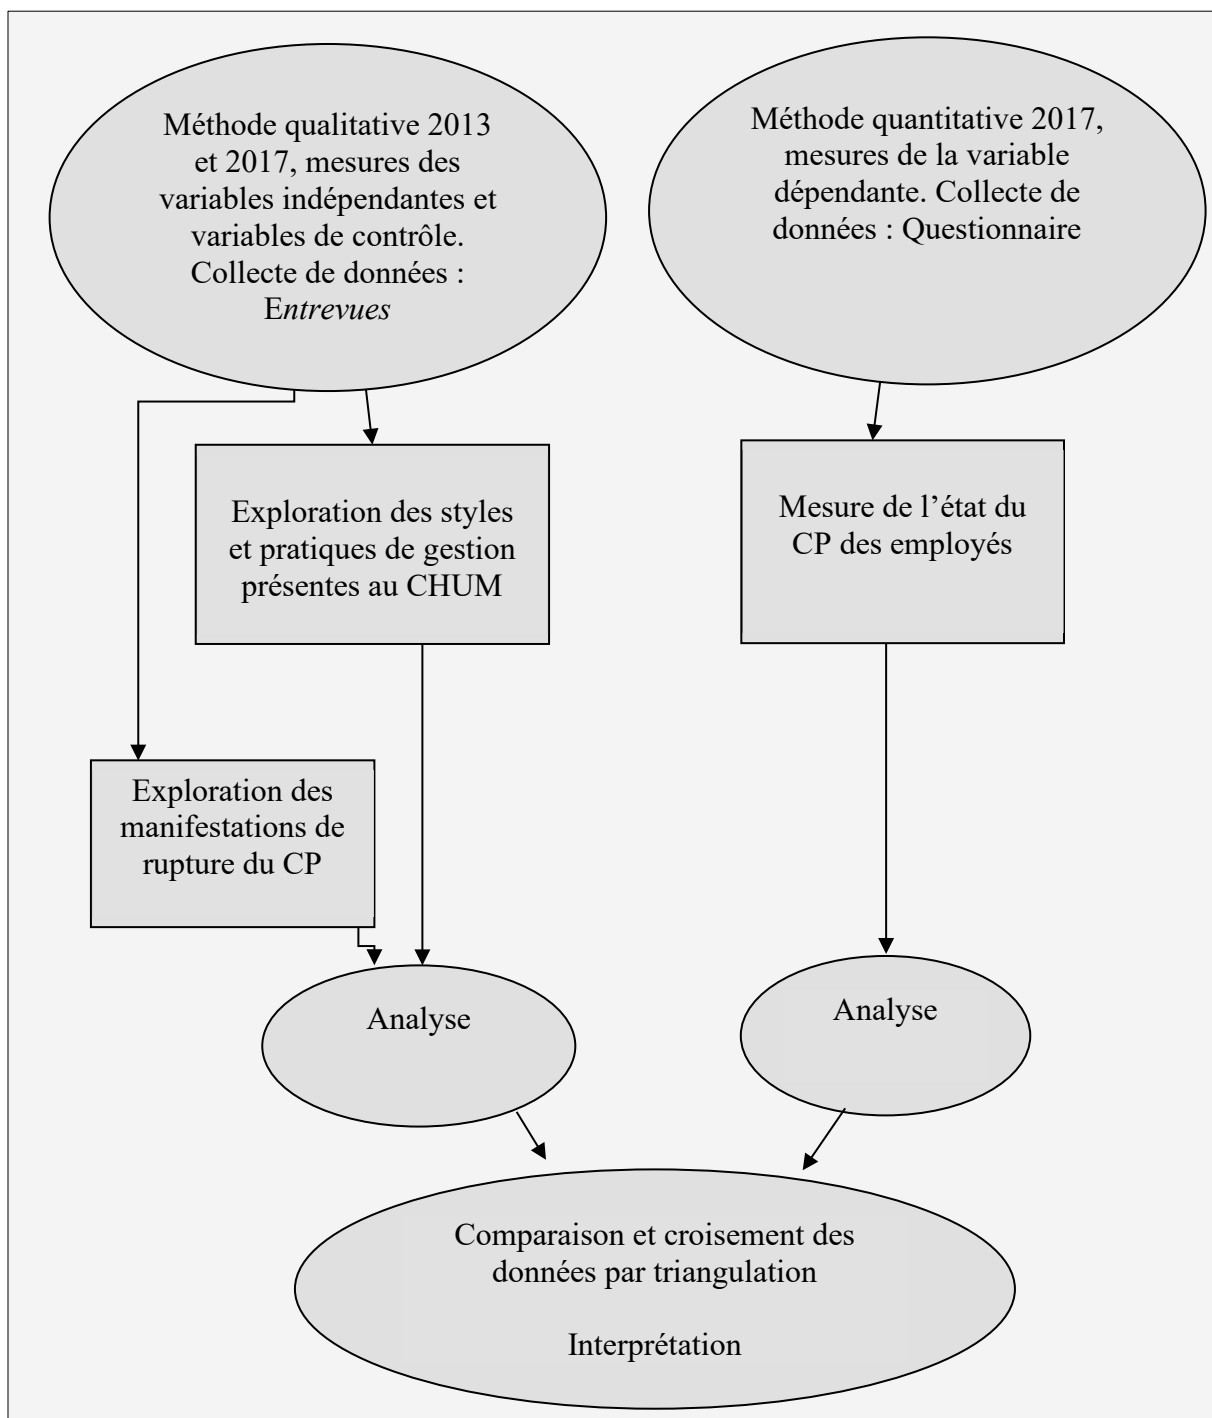 Méthode qualitative 2013
et 2017, mesures des
variables indépendantes et
variables de contrôle.
Collecte de données :
Entrevues
Méthode quantitative 2017,
mesures de la variable
dépendante. Collecte de
données : Questionnaire
Exploration des styles
et pratiques de gestion
présentes au CHUM
Mesure de l’état du
CP des employés
Exploration des
manifestations de
rupture du CP
Analyse
Analyse
Comparaison et croisement des
données par triangulation
Interprétation